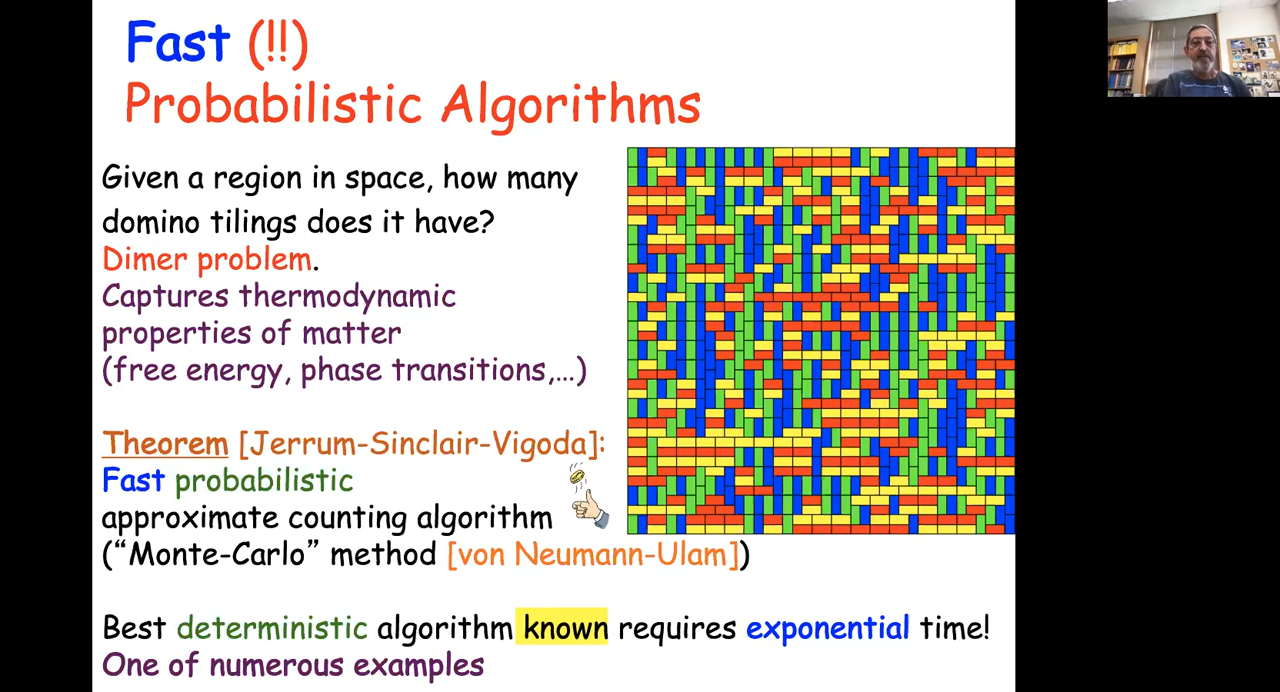 Fast (!!)
Probabilistic Algorithms
Given a region in space, how many
domino tilings does it have?
Dimer problem.
Captures thermodynamic
properties of matter
(free energy, phase transitions,…)
Theorem [Jerrum-Sinclair-Vigoda]:
Fast probabilistic
approximate counting algorithm
(“Monte-Carlo” method [von Neumann-Ulam])
Best deterministic algorithm known requires exponential time!
One of numerous examples